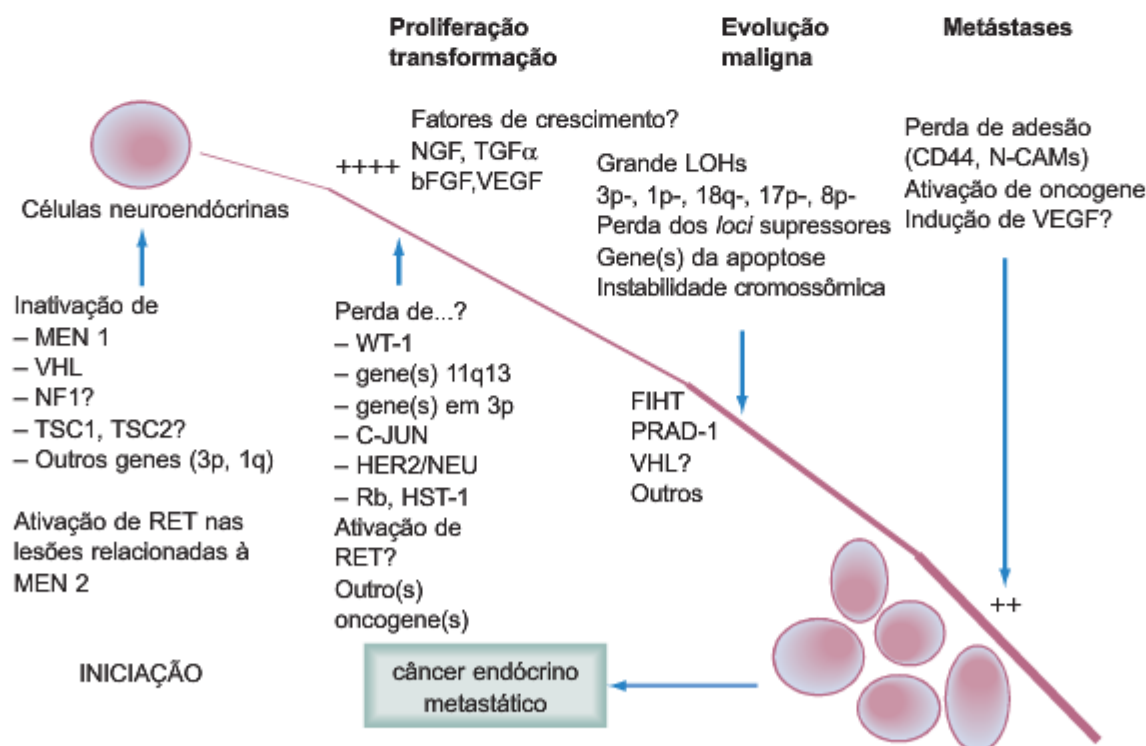 Proliferação
transformação
Evolução
maligna
Metástases
Células neuroendócrinas
Inativação de
– MEN 1
– VHL
– NF1?
– TSC1, TSC2?
– Outros genes (3p, 1q)
Ativação de RET nas
lesões relacionadas à
MEN 2
INICIAÇÃO
Fatores de crescimento?
++++ NGF, TGFα
bFGF,VEGF
Perda de...?
– WT-1
– gene(s) 11q13
– gene(s) em 3p
– C-JUN
– HER2/NEU
– Rb, HST-1
Ativação de
RET?
Outro(s)
oncogene(s)
Grande LOHs
3p-, 1p-, 18q-, 17p-, 8p-
Perda dos loci supressores
Gene(s) da apoptose
Instabilidade cromossômica
FIHT
PRAD-1
VHL?
Outros
Perda de adesão
(CD44, N-CAMs)
Ativação de oncogene
Indução de VEGF?
++
câncer endócrino
metastático